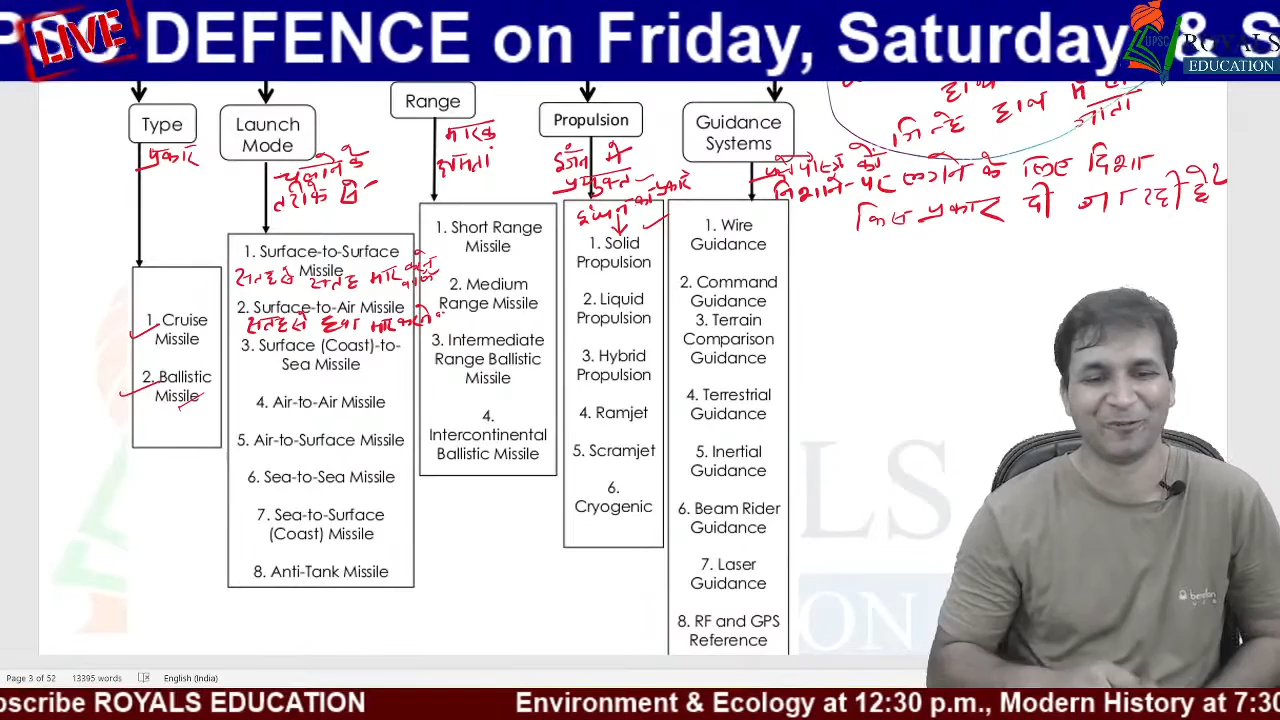 PSC DEFENCE on Friday, Saturday & S
LIVE
UPSC
ROYALS
EDUCATION
Type
Launch
Mode
Range
Propulsion
Guidance
Systems
प्रकार
चलाने के
तरीके
मारक
क्षमता
इंजन में
प्रयुक्त
प्रकार
निशाने पर लगाने के लिए दिशा
किस प्रकार दी जा रही है?
जिन्हे हाथ में
1. Cruise
Missile
2. Ballistic
Missile
1. Surface-to-Surface
Missile
सतह से सतह मार करने
2. Surface-to-Air Missile
सतह से हवा मार करने
3. Surface (Coast)-to-
Sea Missile
4. Air-to-Air Missile
5. Air-to-Surface Missile
6. Sea-to-Sea Missile
7. Sea-to-Surface
(Coast) Missile
8. Anti-Tank Missile
1. Short Range
Missile
2. Medium
Range Missile
3. Intermediate
Range Ballistic
Missile
4.
Intercontinental
Ballistic Missile
1. Solid
Propulsion
2. Liquid
Propulsion
3. Hybrid
Propulsion
4. Ramjet
5. Scramjet
6.
Cryogenic
1. Wire
Guidance
2. Command
Guidance
3. Terrain
Comparison
Guidance
4. Terrestrial
Guidance
5. Inertial
Guidance
6. Beam Rider
Guidance
7. Laser
Guidance
8. RF and GPS
Reference
Page 3 of 52 13395 words English (India)
bscribe ROYALS EDUCATION Environment & Ecology at 12:30 p.m., Modern History at 7:30